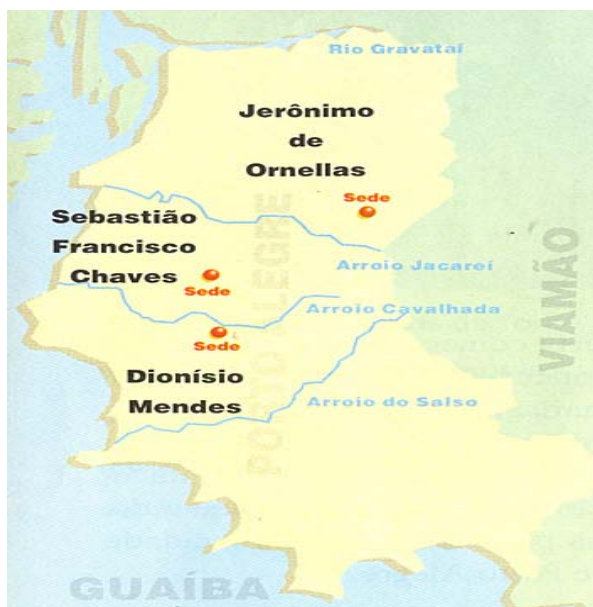 Rio Gravataí
Jerônimo
de
Ornellas
Sede
Sebastião
Francisco
Chaves
Sede
Arroio Jacareí
Arroio Cavalhada
Sede
Dionísio
Mendes
Arroio do Salso
PORTO ALEGRE
VIAMÃO
GUAÍBA